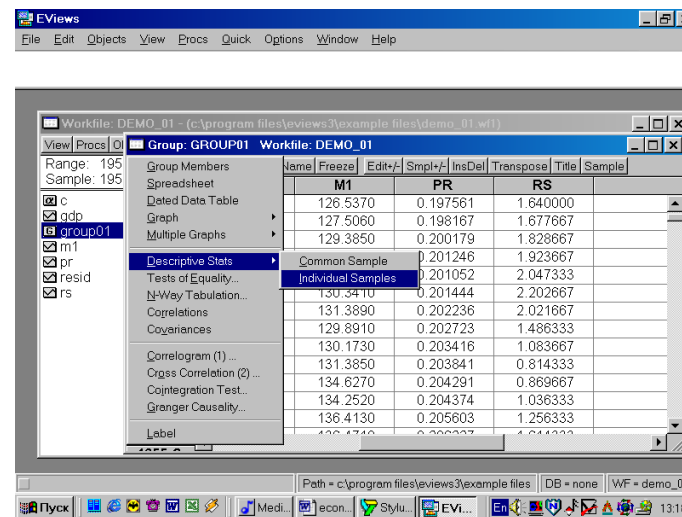 EViews
File Edit Objects View Procs Quick Options Window Help
Workfile: DEMO_01 - (c:\program files\eviews3\example files\demo_01.wf1)
View Procs
Group: GROUP01 Workfile: DEMO_01
Range: 195
Sample: 195
Name Freeze Edit+/- Smpl+/- InsDel Transpose Title Sample
c
gdp
group01
m1
pr
resid
rs
Group Members
Spreadsheet
Dated Data Table
Graph
Multiple Graphs
Descriptive Stats
Tests of Equality...
N-Way Tabulation...
Correlations
Covariances
Correlogram (1) ...
Cross Correlation (2) ...
Cointegration Test...
Granger Causality...
Label
Common Sample
Individual Samples
M1 PR RS
126.5370 0.197561 1.640000
127.5060 0.198167 1.677667
129.3850 0.200179 1.828667
0.201246 1.923667
0.201052 2.047333
130.3410 0.201444 2.202667
131.3890 0.202236 2.021667
129.8910 0.202723 1.486333
130.1730 0.203416 1.083667
131.3850 0.203841 0.814333
134.6270 0.204291 0.869667
134.2520 0.204374 1.036333
136.4130 0.205603 1.256333
Path = c:\program files\eviews3\example files DB = none WF = demo_0
Пуск Medi... econ... Stylu... EVi... En 13:18